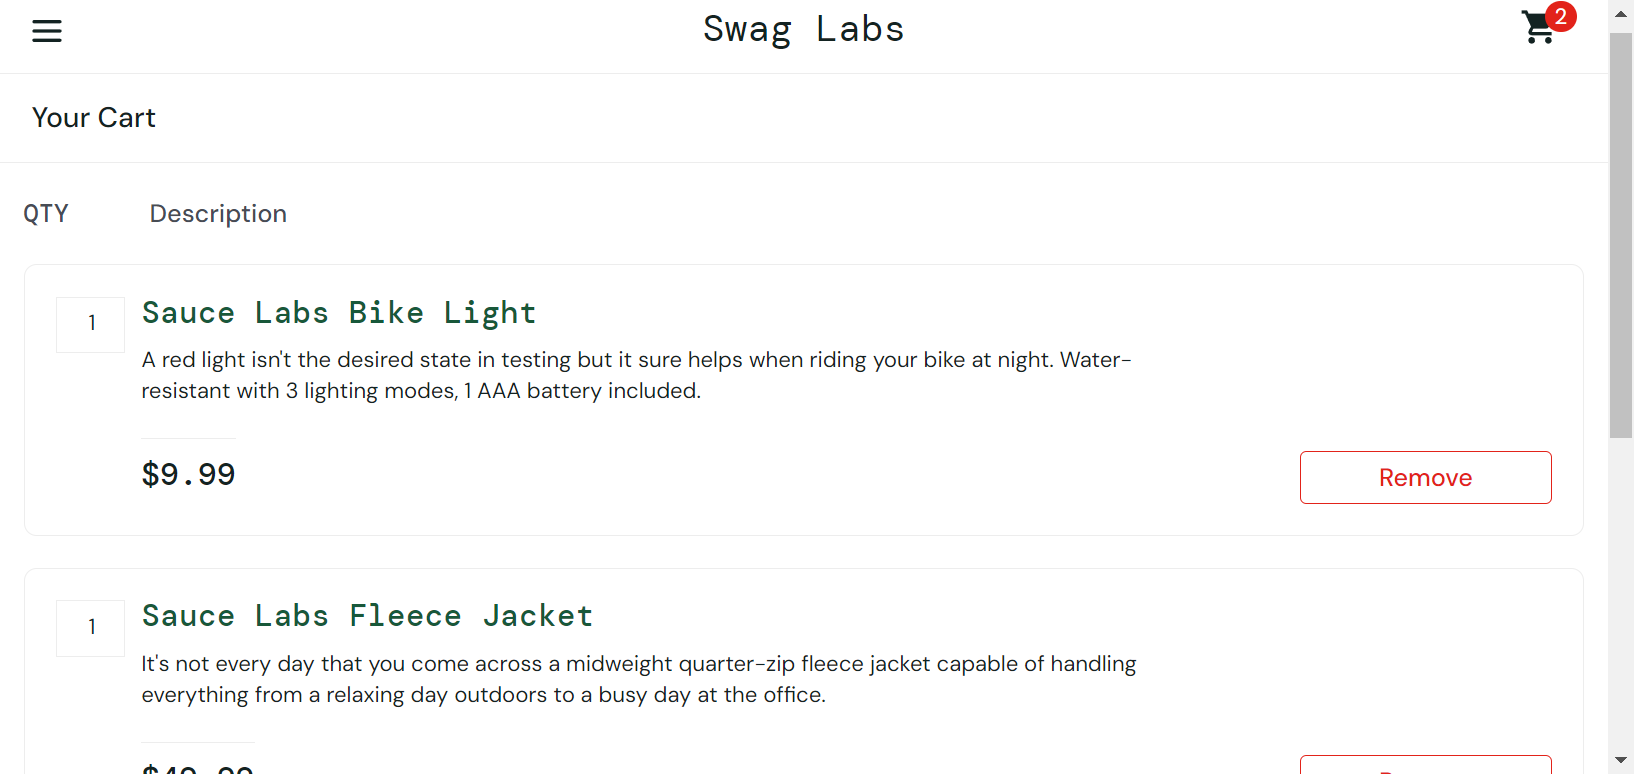 Swag Labs
2
Your Cart
QTY Description
1
Sauce Labs Bike Light
A red light isn't the desired state in testing but it sure helps when riding your bike at night. Water-
resistant with 3 lighting modes, 1 AAA battery included.
$9.99
Remove
1
Sauce Labs Fleece Jacket
It's not every day that you come across a midweight quarter-zip fleece jacket capable of handling
everything from a relaxing day outdoors to a busy day at the office.